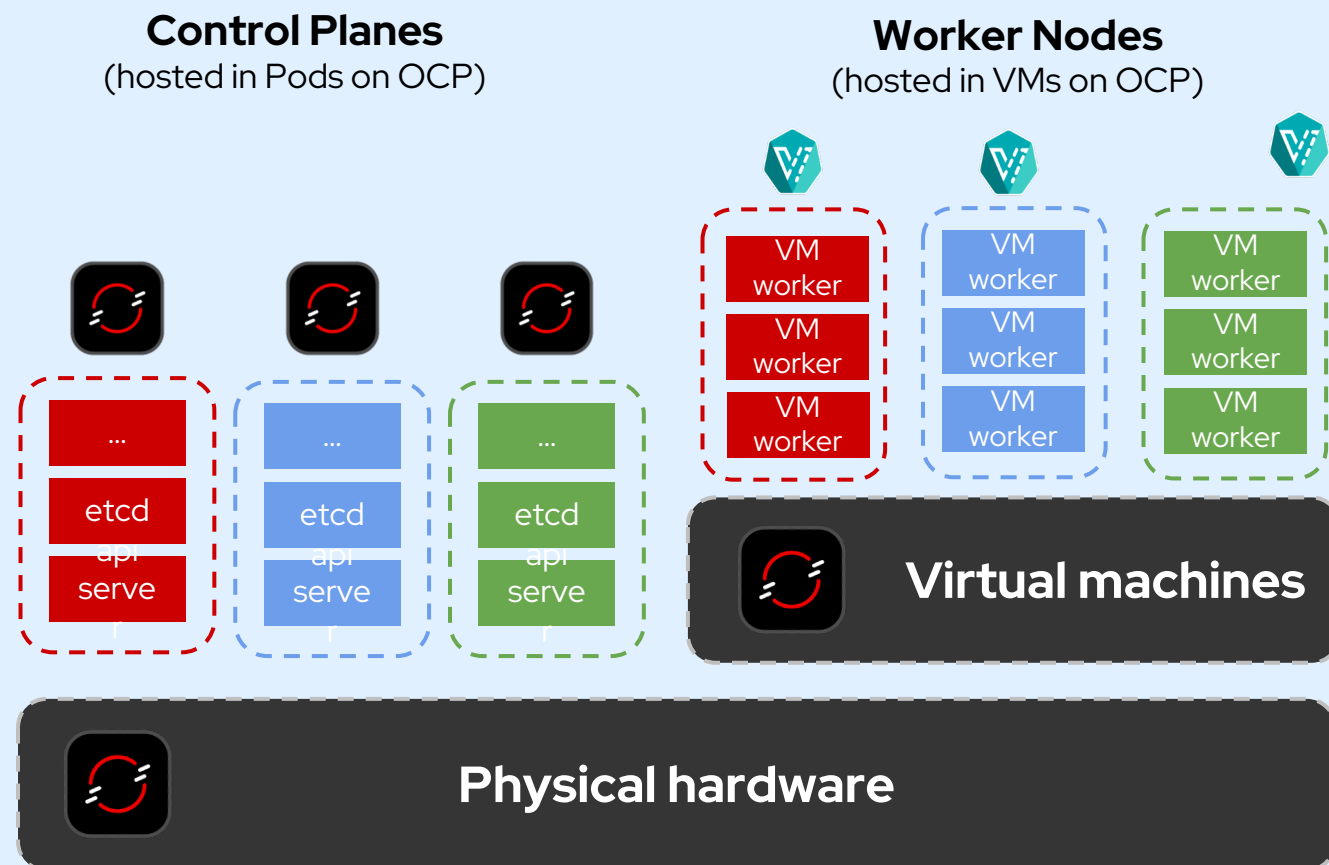 Control Planes
(hosted in Pods on OCP)
Worker Nodes
(hosted in VMs on OCP)
...
etcd
api
serve
r
...
etcd
api
serve
r
...
etcd
api
serve
r
VM
worker
VM
worker
VM
worker
VM
worker
VM
worker
VM
worker
VM
worker
VM
worker
VM
worker
Virtual machines
Physical hardware